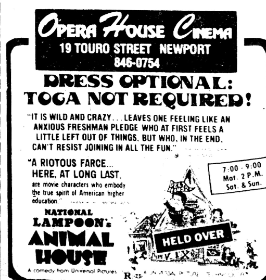 OPERA HOUSE CINEMA
19 TOURO STREET NEWPORT
846-0754
DRESS OPTIONAL:
TOGA NOT REQUIRED!
"IT IS WILD AND CRAZY...LEAVES ONE FEELING LIKE AN
ANXIOUS FRESHMAN PLEDGE WHO AT FIRST FEELS A
LITTLE LEFT OUT OF THINGS. BUT WHO, IN THE END,
CAN'T RESIST JOINING IN ALL THE FUN."
"A RIOTOUS FARCE...
HERE, AT LONG LAST,
are movie characters who embody
the true spirit of American higher
education"
7:00 - 9:00
Mat. 2 P.M.
Sat. & Sun.
NATIONAL
LAMPOON'S
ANIMAL
HOUSE
HELD OVER
A comedy from Universal Pictures
R